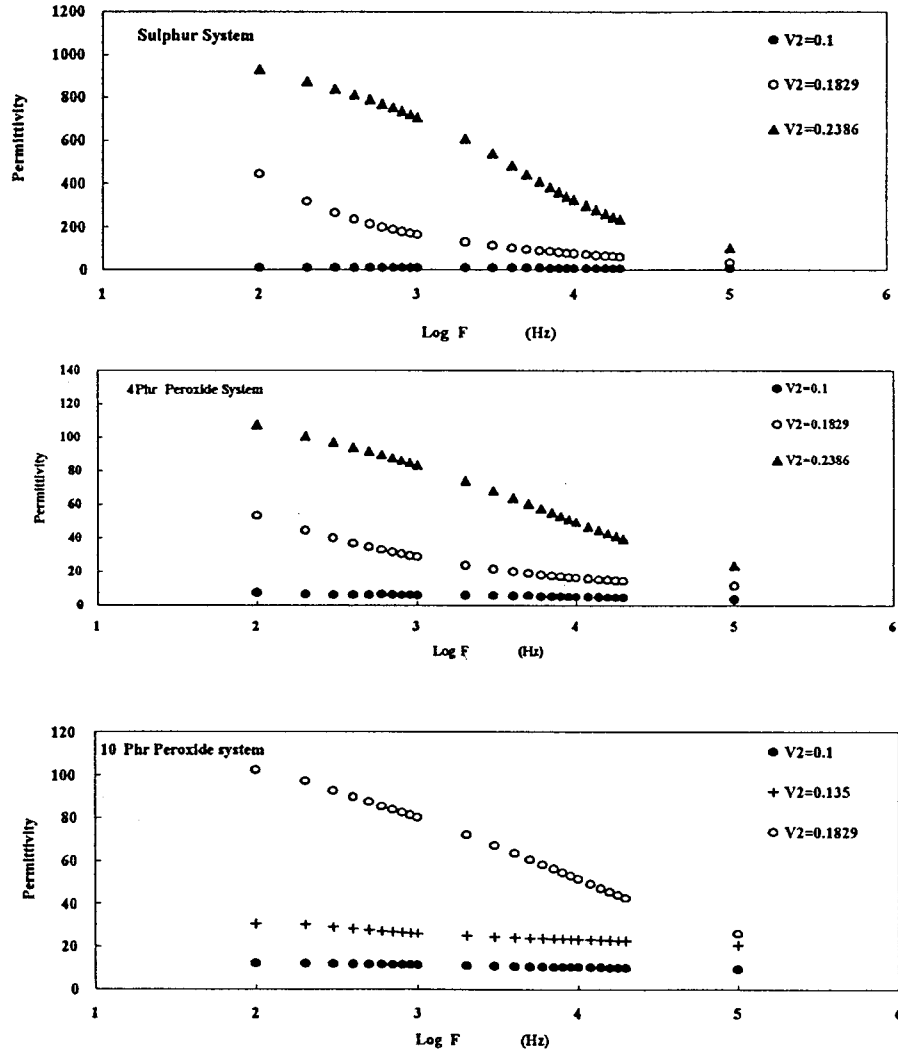 Sulphur System
Permittivity
1200
1000
800
600
400
200
0
1 2 3 4 5 6
Log F (Hz)
V2=0.1
V2=0.1829
V2=0.2386
4Phr Peroxide System
Permittivity
140
120
100
80
60
40
20
0
1 2 3 4 5 6
Log F (Hz)
V2=0.1
V2=0.1829
V2=0.2386
10 Phr Peroxide system
Permittivity
120
100
80
60
40
20
0
1 2 3 4 5 6
Log F (Hz)
V2=0.1
V2=0.135
V2=0.1829